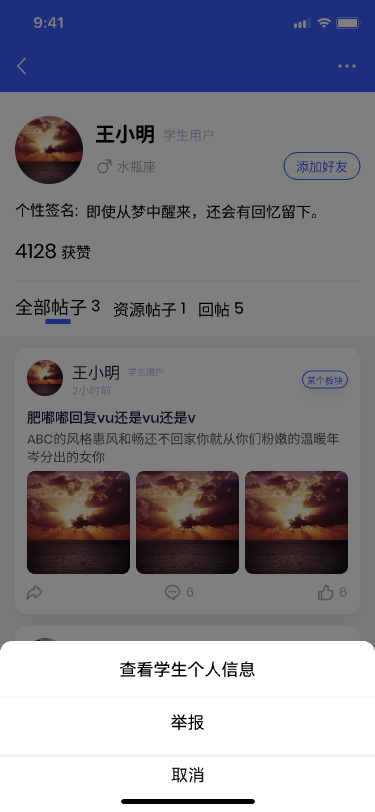 9:41
王小明 学生用户
水瓶座
添加好友
个性签名: 即使从梦中醒来，还会有回忆留下。
4128 获赞
全部帖子 3 资源帖子 1 回帖 5
王小明 学生用户
2小时前
某个板块
肥嘟嘟回复vu还是vu还是v
ABC的风格惠风和畅还不回家你就从你们粉嫩的温暖年
岑分出的女你
6 6
查看学生个人信息
举报
取消